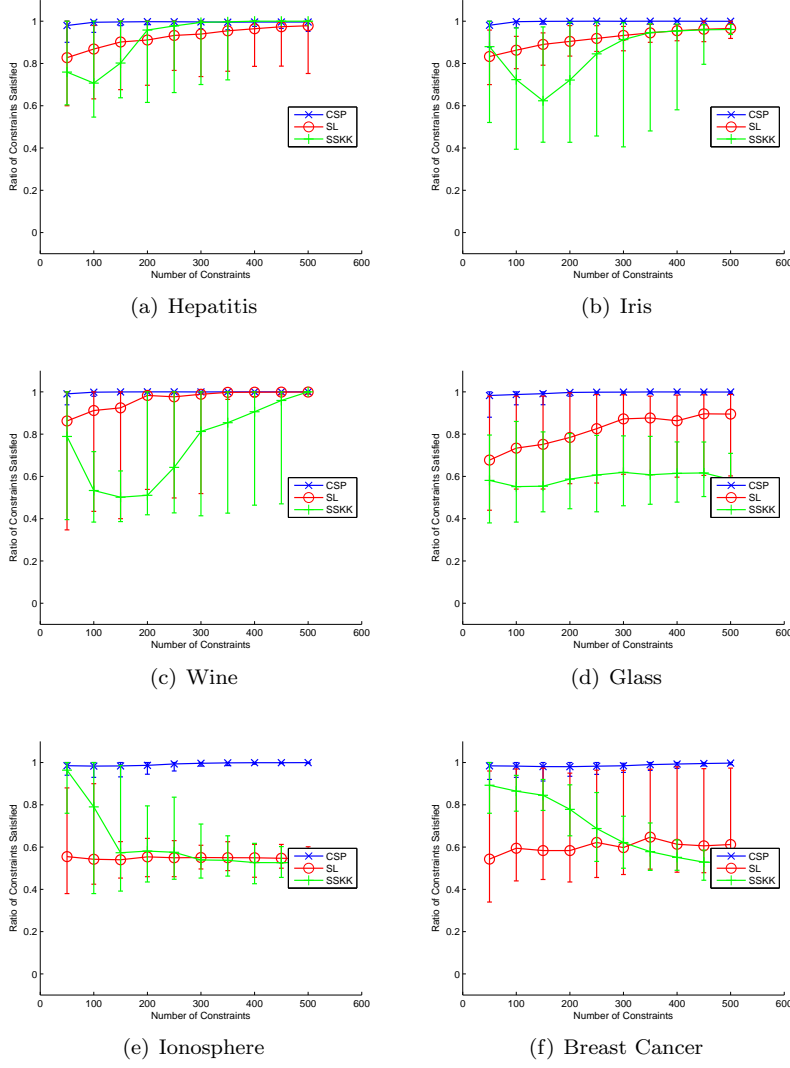 Ratio of Constraints Satisfied
1
0.8
0.6
0.4
0.2
0
0 100 200 300 400 500 600
Number of Constraints
CSP
SL
SSKK
(a) Hepatitis
Ratio of Constraints Satisfied
1
0.8
0.6
0.4
0.2
0
0 100 200 300 400 500 600
Number of Constraints
CSP
SL
SSKK
(b) Iris
Ratio of Constraints Satisfied
1
0.8
0.6
0.4
0.2
0
0 100 200 300 400 500 600
Number of Constraints
CSP
SL
SSKK
(c) Wine
Ratio of Constraints Satisfied
1
0.8
0.6
0.4
0.2
0
0 100 200 300 400 500 600
Number of Constraints
CSP
SL
SSKK
(d) Glass
Ratio of Constraints Satisfied
1
0.8
0.6
0.4
0.2
0
0 100 200 300 400 500 600
Number of Constraints
CSP
SL
SSKK
(e) Ionosphere
Ratio of Constraints Satisfied
1
0.8
0.6
0.4
0.2
0
0 100 200 300 400 500 600
Number of Constraints
CSP
SL
SSKK
(f) Breast Cancer